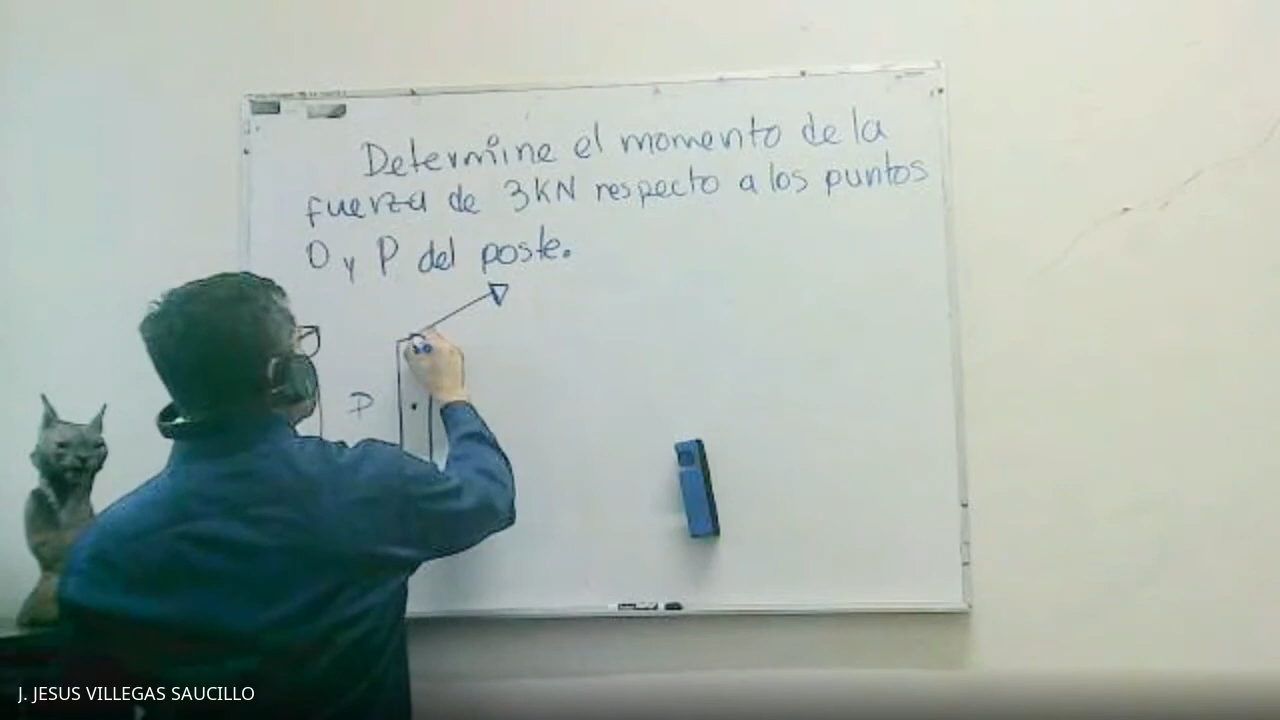 Determine el momento de la
fuerza de 3KN respecto a los puntos
O y P del poste.
P
J. JESUS VILLEGAS SAUCILLO